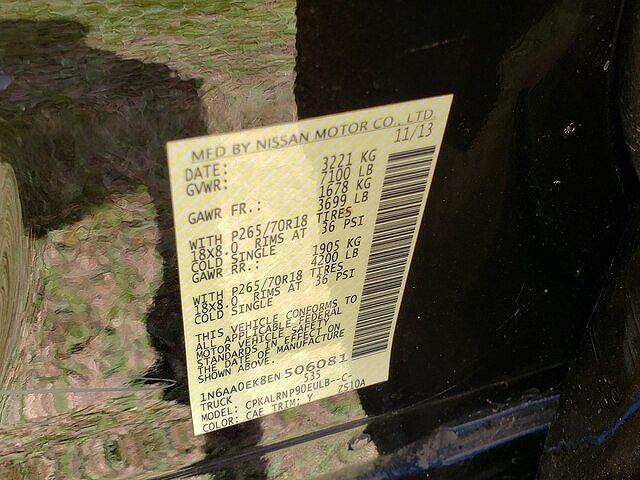 MFD BY NISSAN MOTOR CO., LTD.
DATE: 11/13
GVWR: 3221 KG
7100 LB
GAWR FR.: 1678 KG
3699 LB
WITH P265/70R18 TIRES
18X8.0 RIMS AT 36 PSI
COLD SINGLE
GAWR RR.: 1905 KG
4200 LB
WITH P265/70R18 TIRES
18X8.0 RIMS AT 36 PSI
COLD SINGLE
THIS VEHICLE CONFORMS TO
ALL APPLICABLE FEDERAL
MOTOR VEHICLE SAFETY
STANDARDS IN EFFECT ON
THE DATE OF MANUFACTURE
SHOWN ABOVE.
1N6AA0EK8EN506081
TRUCK 535
MODEL: CPKALRNP90EULB--C-
COLOR: CAE TRIM: Y 7S10A